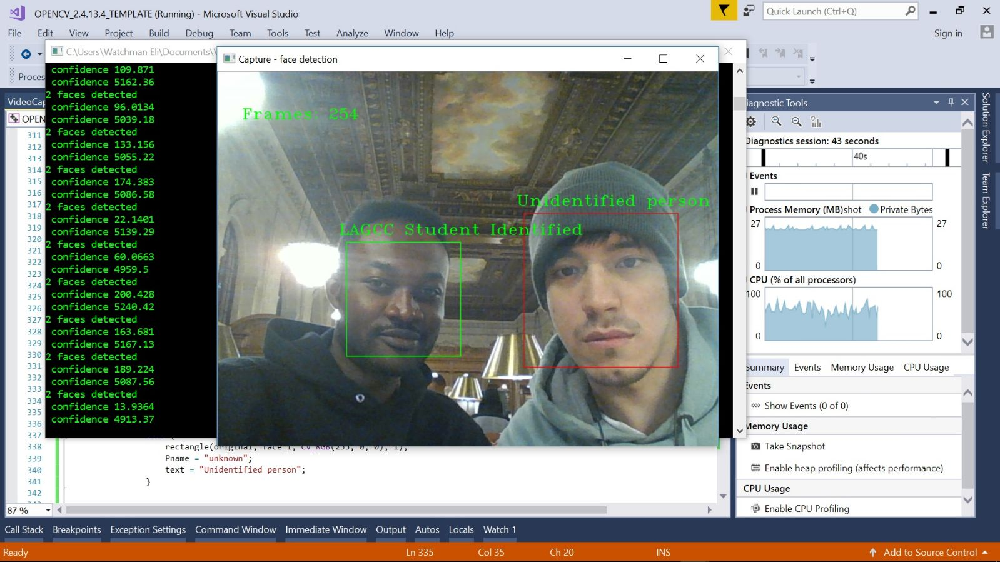 OPENCV_2.4.13.4_TEMPLATE (Running) - Microsoft Visual Studio
Quick Launch (Ctrl+Q)
File Edit View Project Build Debug Team Tools Test Analyze Window Help
Sign in
C:\Users\Watchman Eli\Documents\
Capture - face detection
confidence 109.871
confidence 5162.36
2 faces detected
confidence 96.0134
confidence 5039.18
2 faces detected
confidence 133.156
confidence 5055.22
2 faces detected
confidence 174.383
confidence 5086.58
2 faces detected
confidence 22.1401
confidence 5139.29
2 faces detected
confidence 60.0663
confidence 4959.5
2 faces detected
confidence 200.428
confidence 5240.42
2 faces detected
confidence 163.681
confidence 5167.13
2 faces detected
confidence 189.224
confidence 5087.56
2 faces detected
confidence 13.9364
confidence 4913.37
Frames: 254
Unidentified person
LAGCC Student Identified
Proces
VideoCap
OPEN
311
312
313
314
315
316
317
318
319
320
321
322
323
324
325
326
327
328
329
330
331
332
333
334
335
336
337
338 rectangle(original, face_i, CV_RGB(255, 0, 0), 1);
339 Pname = "unknown";
340 text = "Unidentified person";
341 }
342
87 %
Diagnostic Tools
Diagnostics session: 43 seconds
40s
Events
Process Memory (MB)shot Private Bytes
27 27
0 0
CPU (% of all processors)
100 100
0 0
Summary Events Memory Usage CPU Usage
Events
Show Events (0 of 0)
Memory Usage
Take Snapshot
Enable heap profiling (affects performance)
CPU Usage
Enable CPU Profiling
Solution Explorer
Team Explorer
Call Stack Breakpoints Exception Settings Command Window Immediate Window Output Autos Locals Watch 1
Ready Ln 335 Col 35 Ch 20 INS Add to Source Control